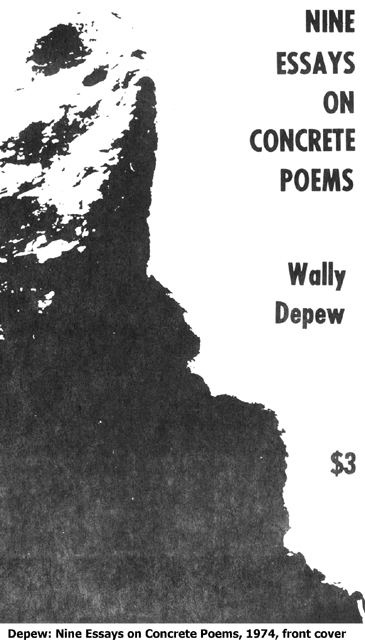 NINE
ESSAYS
ON
CONCRETE
POEMS
Wally
Depew
$3
Depew: Nine Essays on Concrete Poems, 1974, front cover